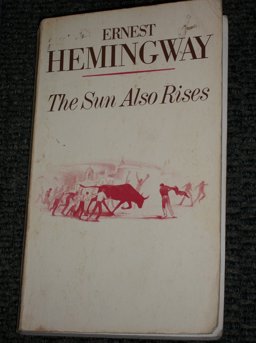 ERNEST
HEMINGWAY
The Sun Also Rises